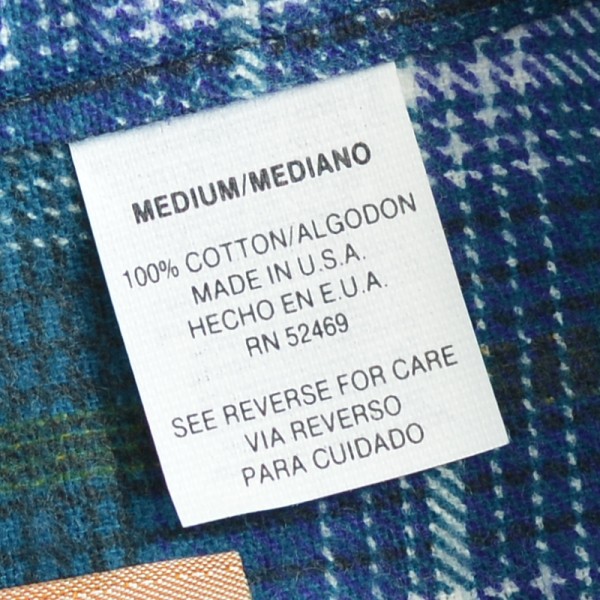 MEDIUM/MEDIANO
100% COTTON/ALGODON
MADE IN U.S.A.
HECHO EN E.U.A.
RN 52469
SEE REVERSE FOR CARE
VIA REVERSO
PARA CUIDADO